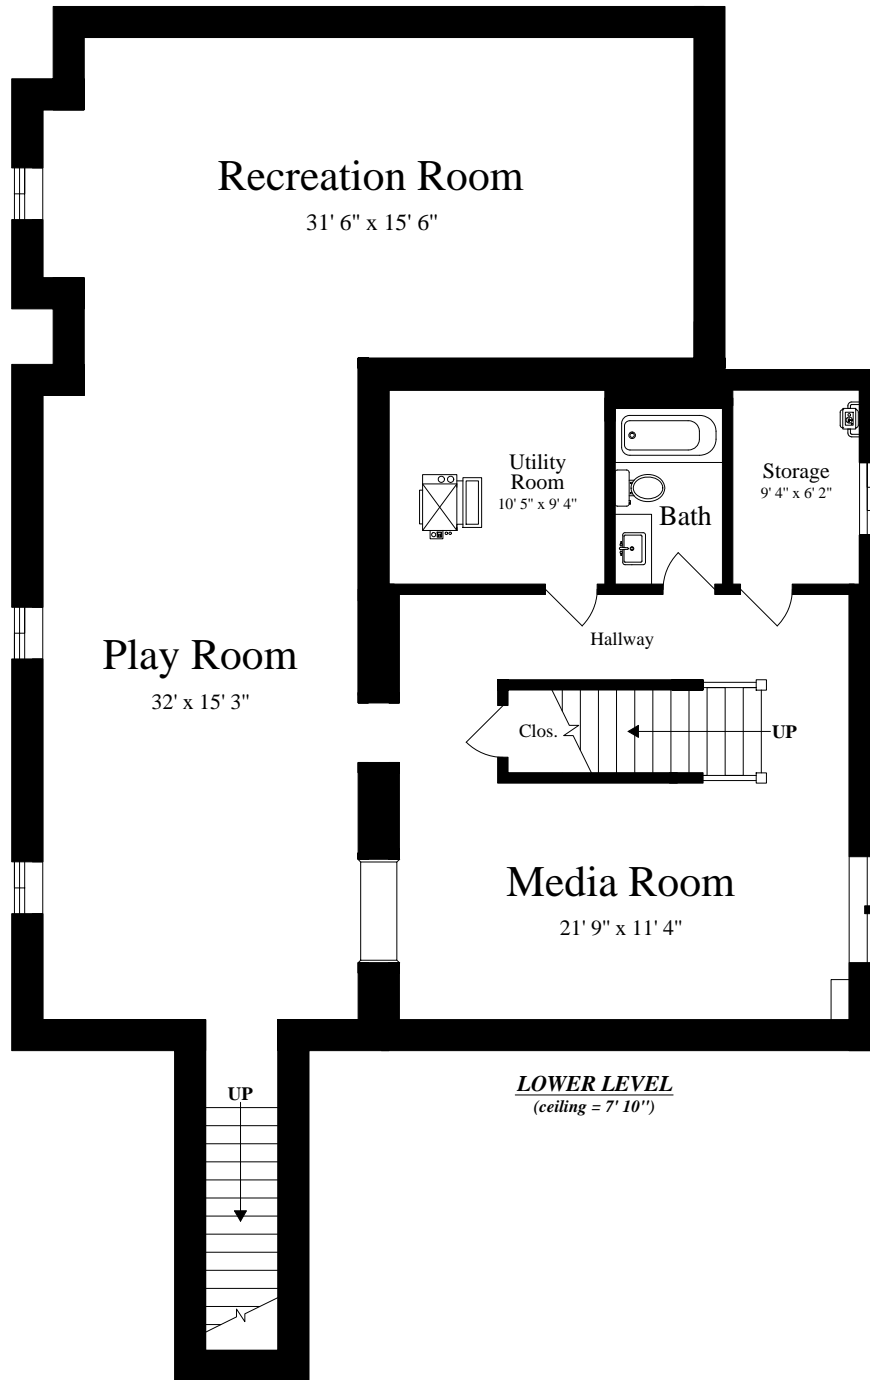 Recreation Room
31' 6" x 15' 6"
Utility
Room
10' 5" x 9' 4"
Storage
9' 4" x 6' 2"
Bath
Hallway
Play Room
32' x 15' 3"
Clos.
UP
Media Room
21' 9" x 11' 4"
LOWER LEVEL
(ceiling = 7' 10")
UP